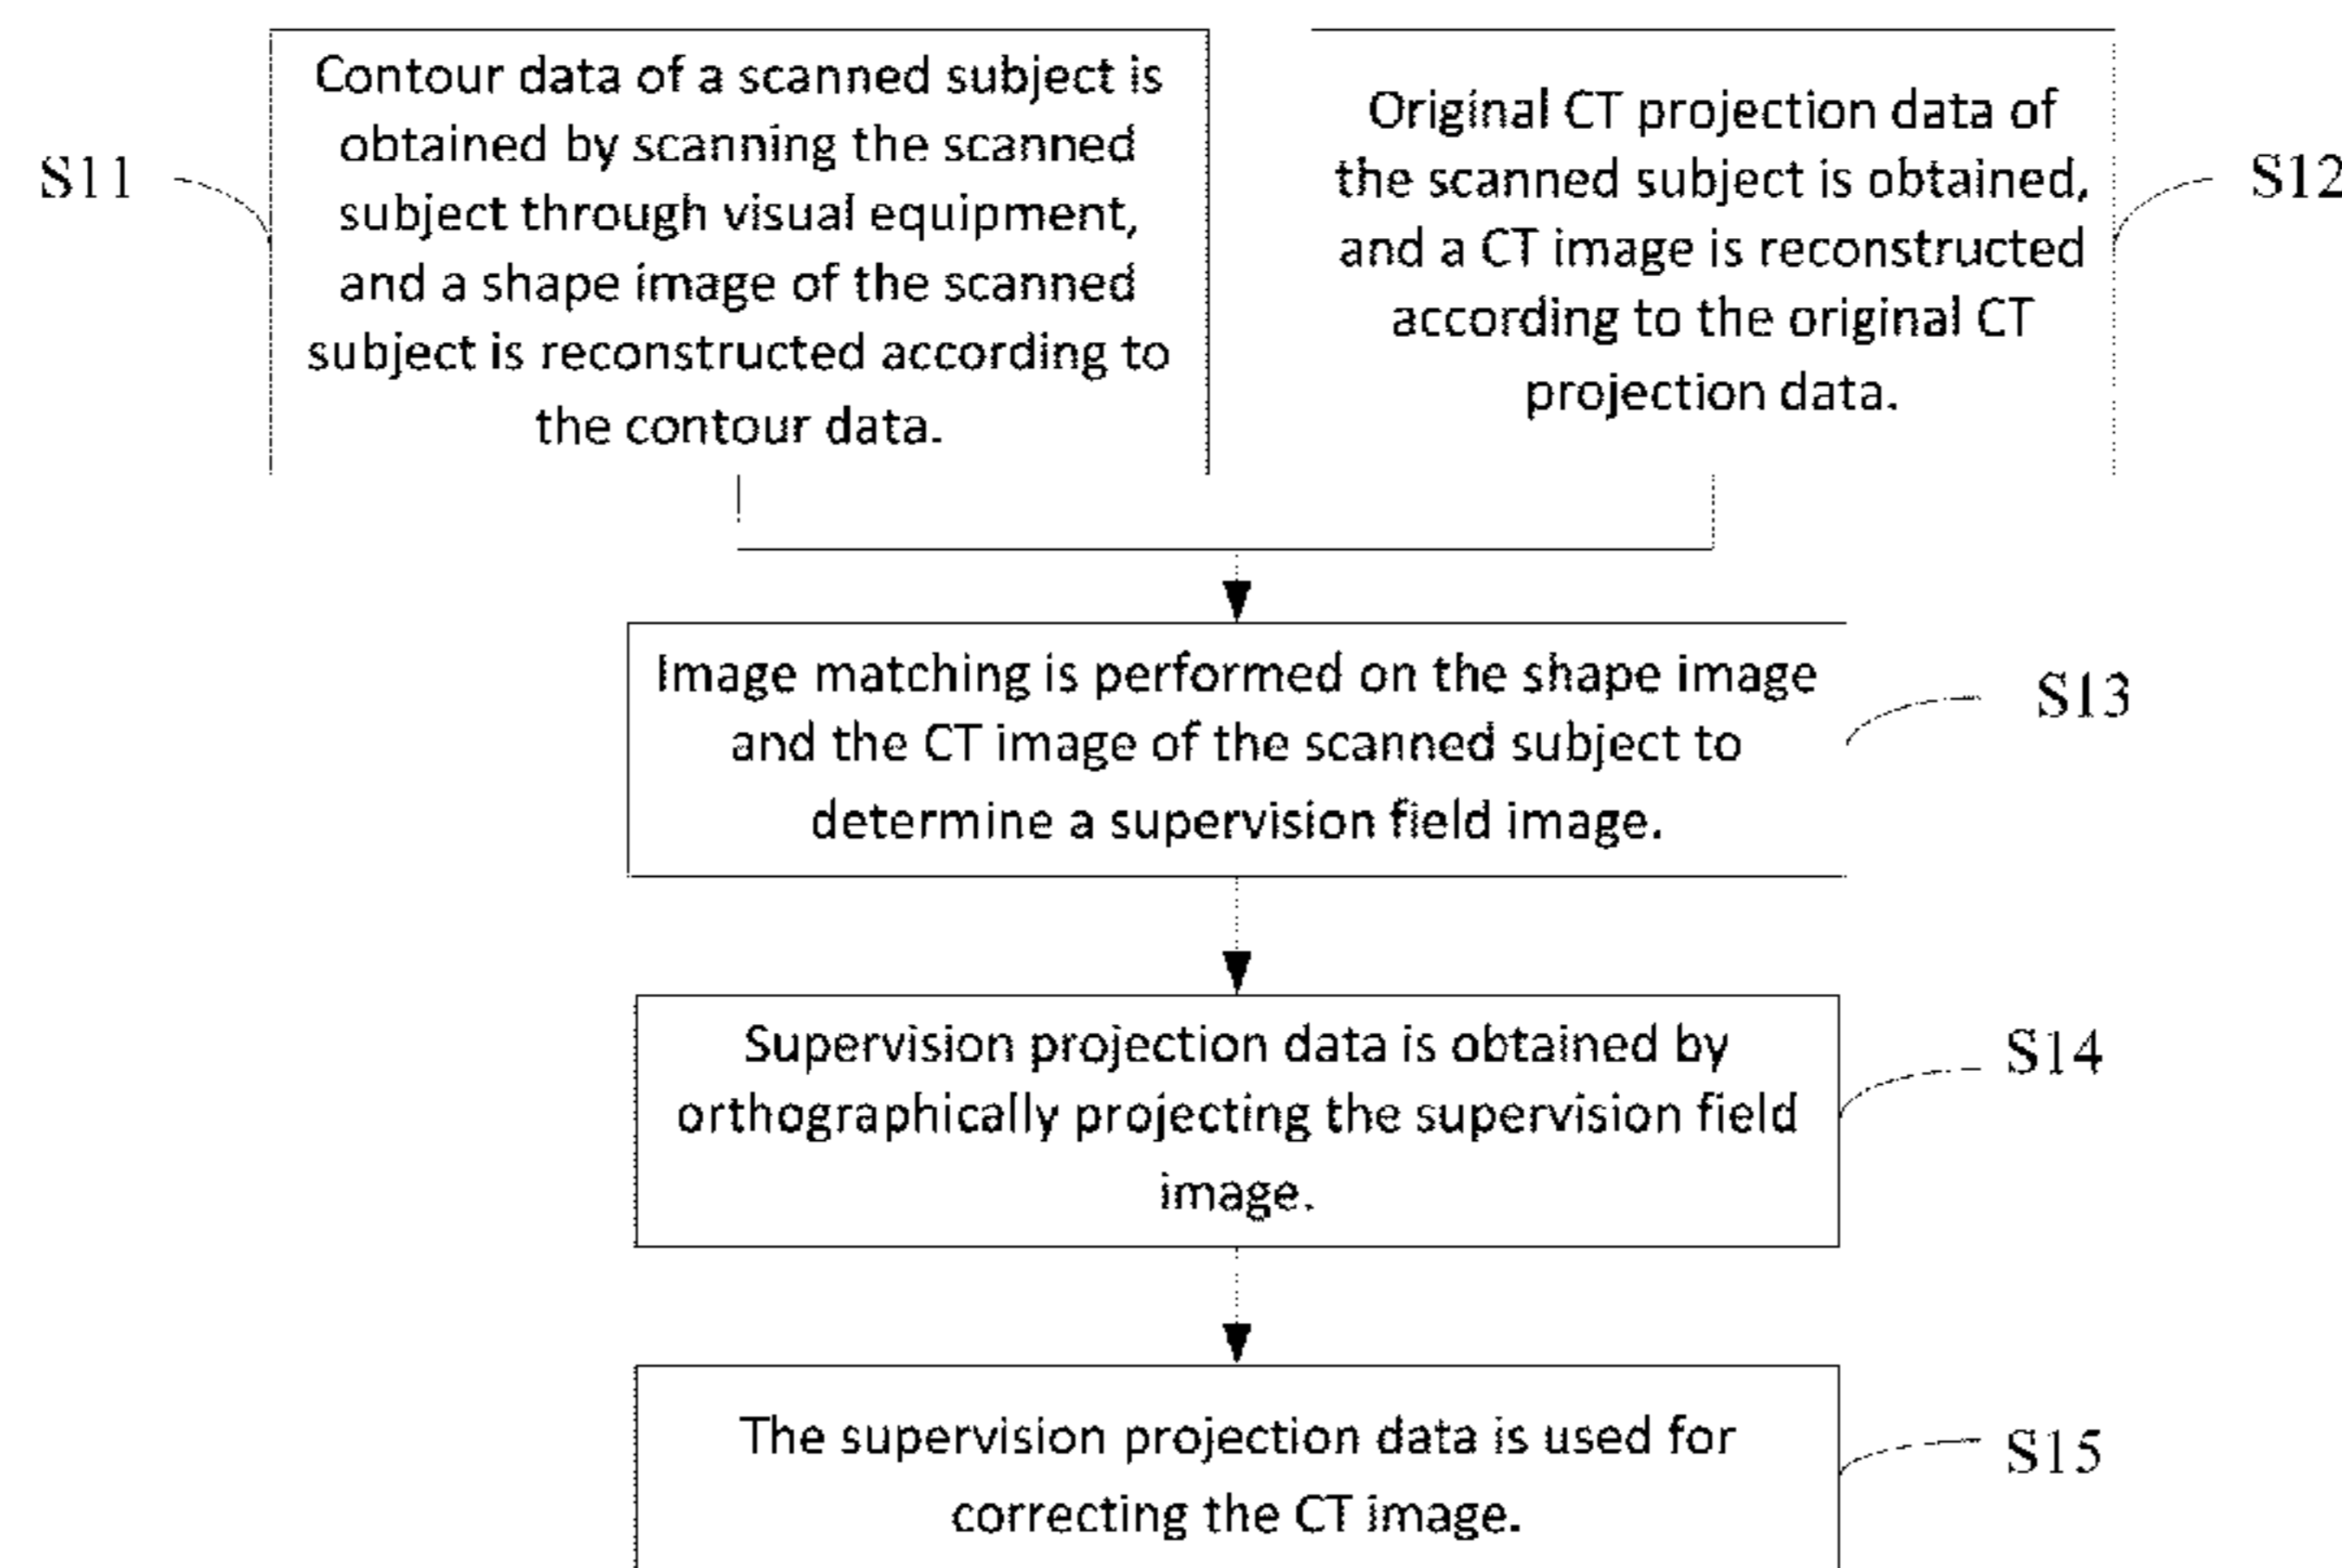 S11
Contour data of a scanned subject is
obtained by scanning the scanned
subject through visual equipment,
and a shape image of the scanned
subject is reconstructed according to
the contour data.
Original CT projection data of
the scanned subject is obtained,
and a CT image is reconstructed
according to the original CT
projection data.
S12
Image matching is performed on the shape image
and the CT image of the scanned subject to
determine a supervision field image.
S13
Supervision projection data is obtained by
orthographically projecting the supervision field
image.
S14
The supervision projection data is used for
correcting the CT image.
S15